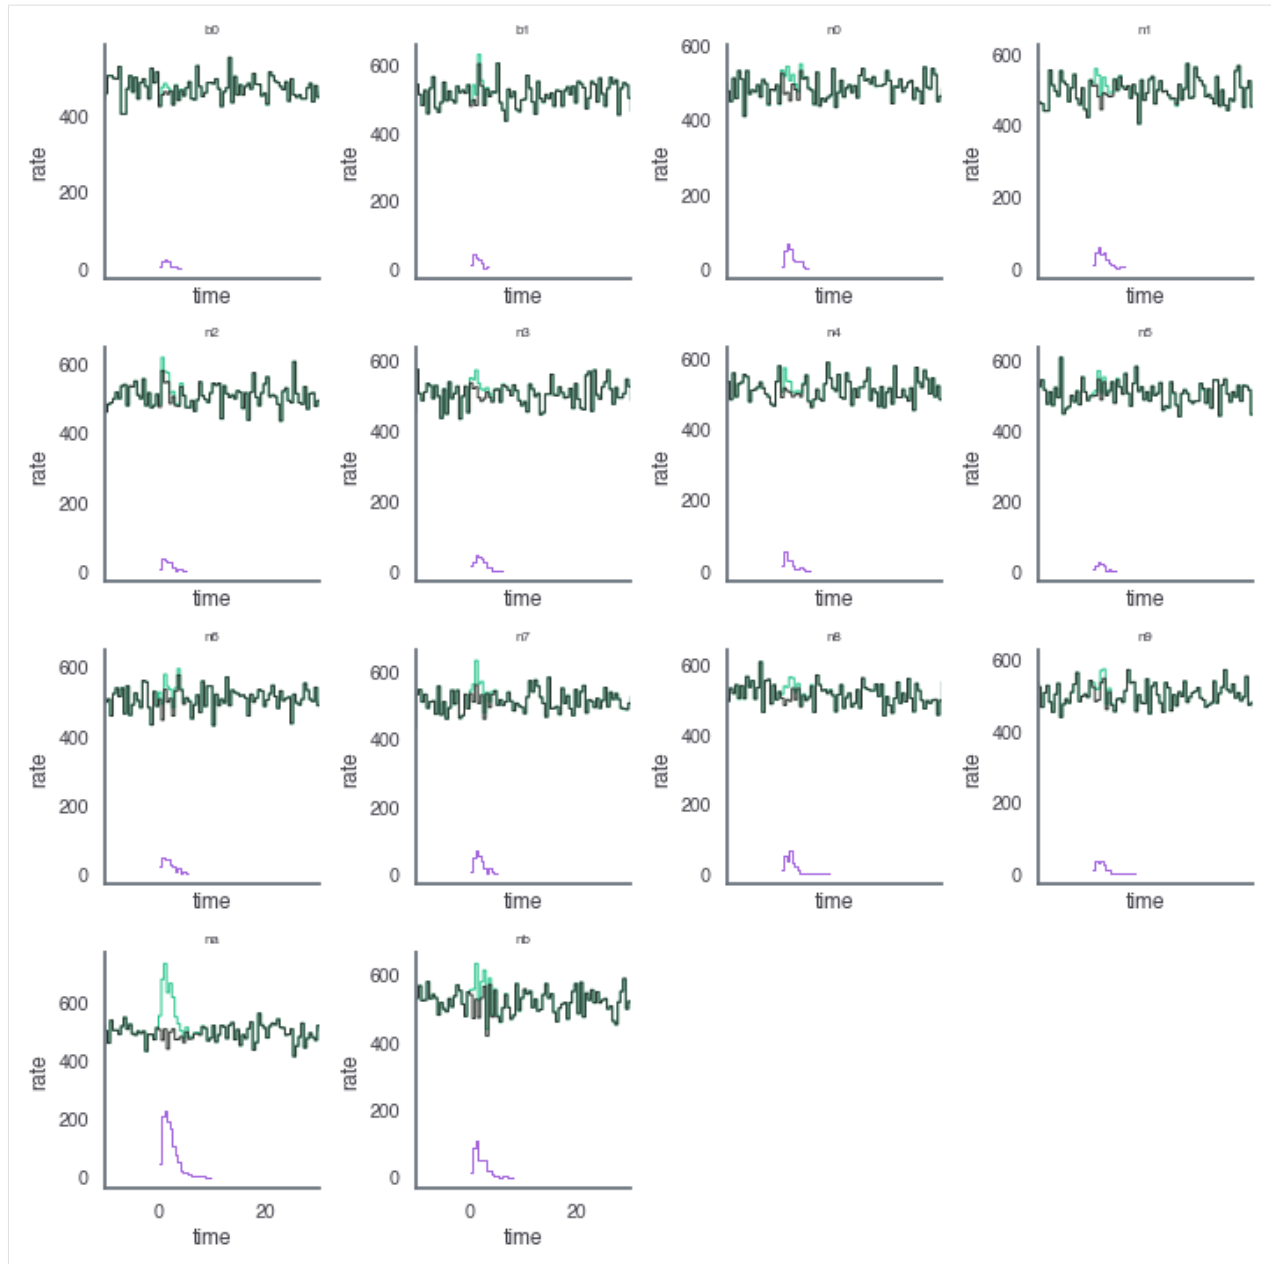 b0 b1 n0 n1
600 600
600
400 400 400 400
rate rate rate rate
200 200 200 200
0 0 0 0
time time time time
n2 n3 n4 n5
600 600 600 600
400 400 400 400
rate rate rate rate
200 200 200 200
0 0 0 0
time time time time
n6 n7 n8 n9
600 600 600 600
400 400 400 400
rate rate rate rate
200 200 200 200
0 0 0 0
time time time time
na nb
600 600
400 400
rate rate
200 200
0 0
0 20 0 20
time time